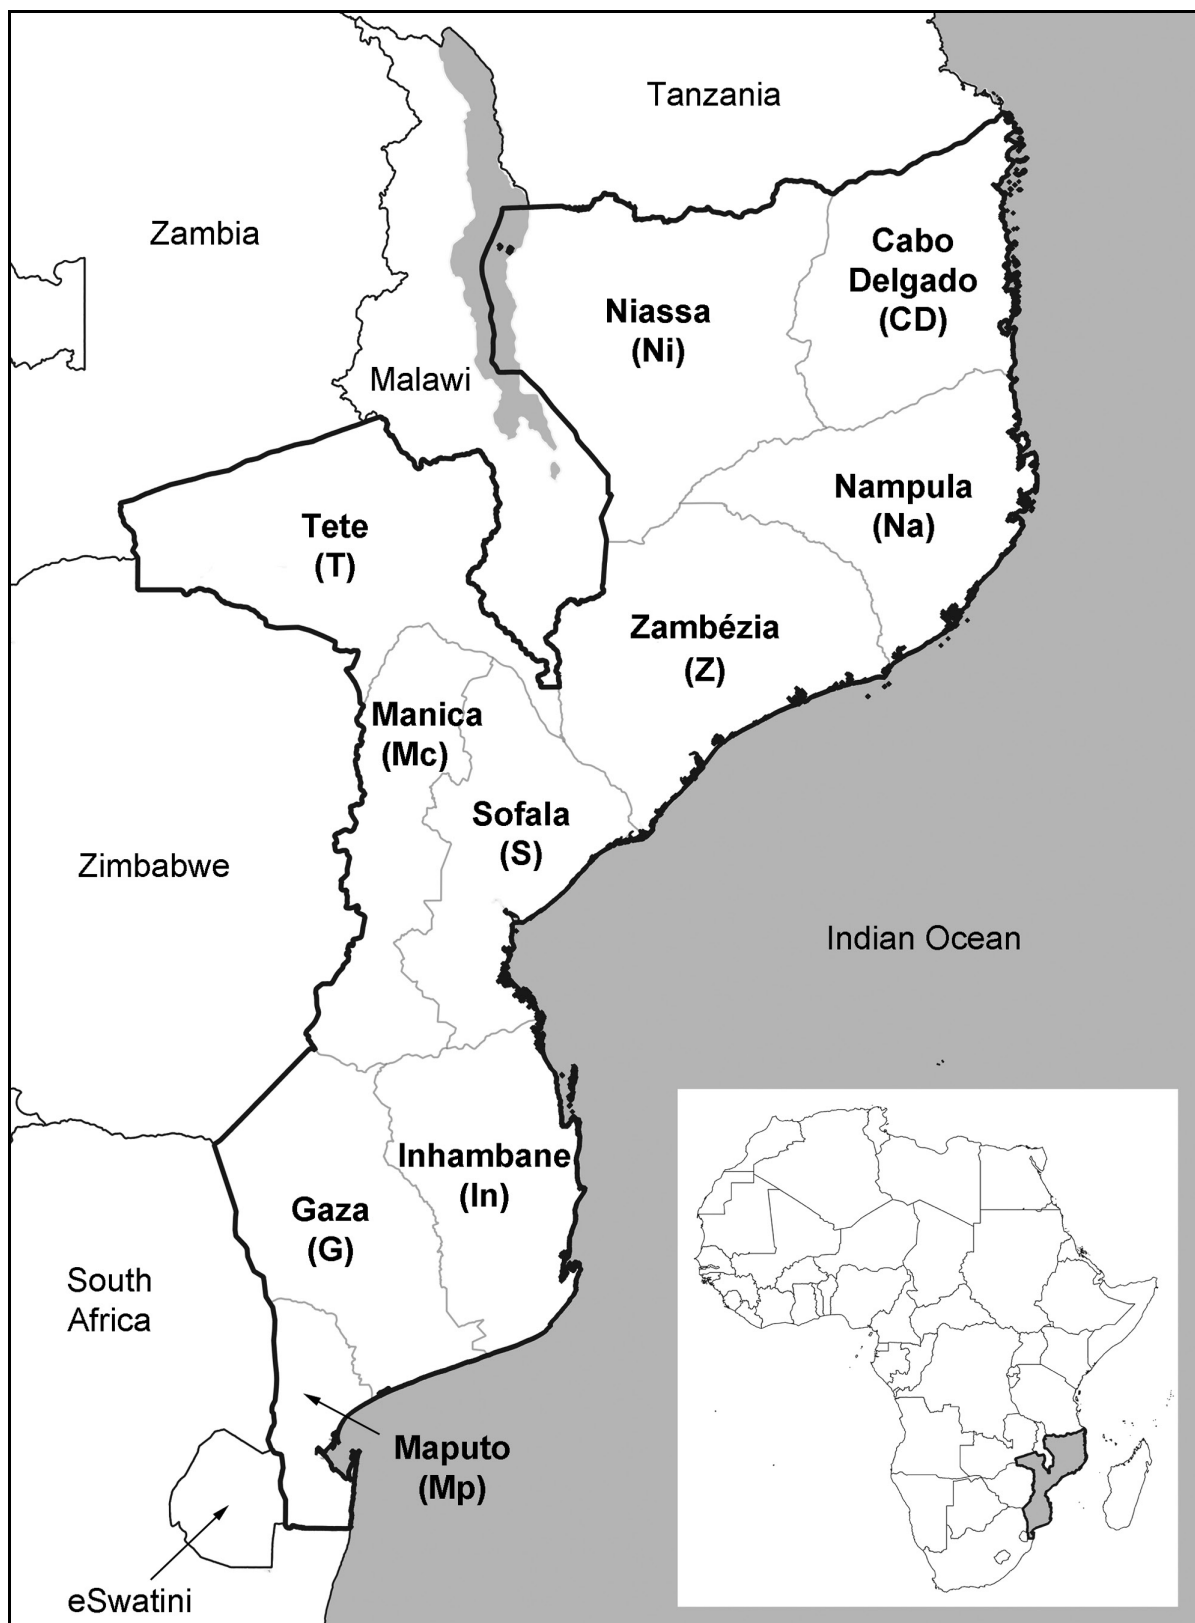 Tanzania
Zambia
Cabo
Delgado
(CD)
Niassa
(Ni)
Malawi
Nampula
(Na)
Tete
(T)
Zambézia
(Z)
Manica
(Mc)
Sofala
(S)
Zimbabwe
Indian Ocean
Inhambane
(In)
Gaza
(G)
South
Africa
Maputo
(Mp)
eSwatini